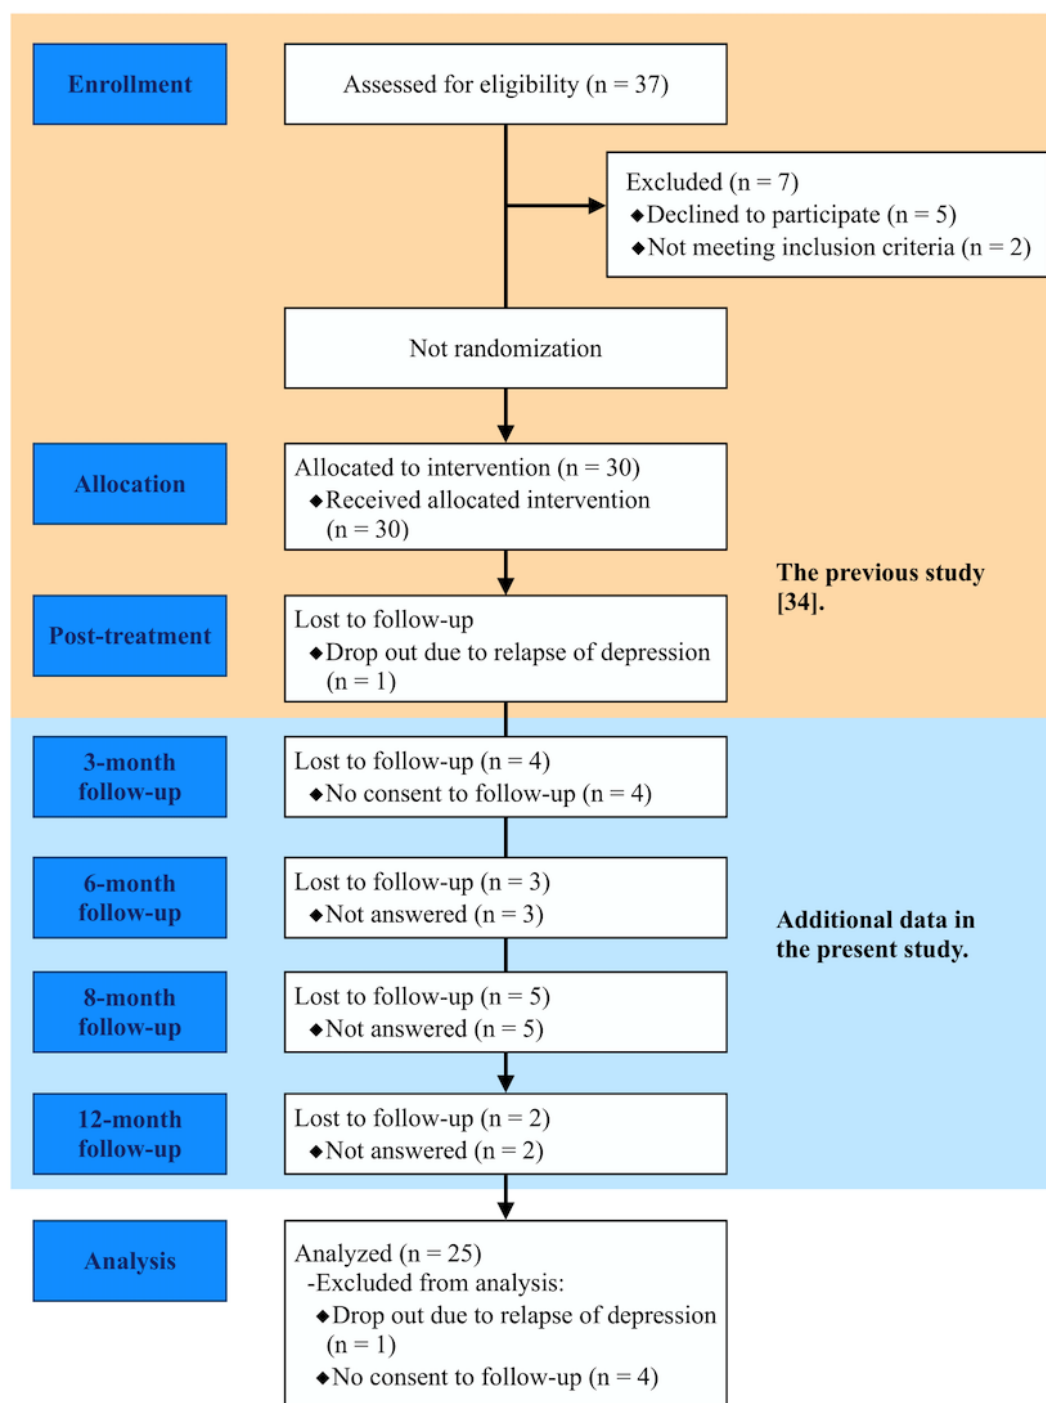 Enrollment
Assessed for eligibility (n = 37)
Excluded (n = 7)
◆Declined to participate (n = 5)
◆Not meeting inclusion criteria (n = 2)
Not randomization
Allocation
Allocated to intervention (n = 30)
◆Received allocated intervention
(n = 30)
The previous study
[34].
Post-treatment
Lost to follow-up
◆Drop out due to relapse of depression
(n = 1)
3-month
follow-up
Lost to follow-up (n = 4)
◆No consent to follow-up (n = 4)
6-month
follow-up
Lost to follow-up (n = 3)
◆Not answered (n = 3)
Additional data in
the present study.
8-month
follow-up
Lost to follow-up (n = 5)
◆Not answered (n = 5)
12-month
follow-up
Lost to follow-up (n = 2)
◆Not answered (n = 2)
Analysis
Analyzed (n = 25)
-Excluded from analysis:
◆Drop out due to relapse of depression
(n = 1)
◆No consent to follow-up (n = 4)